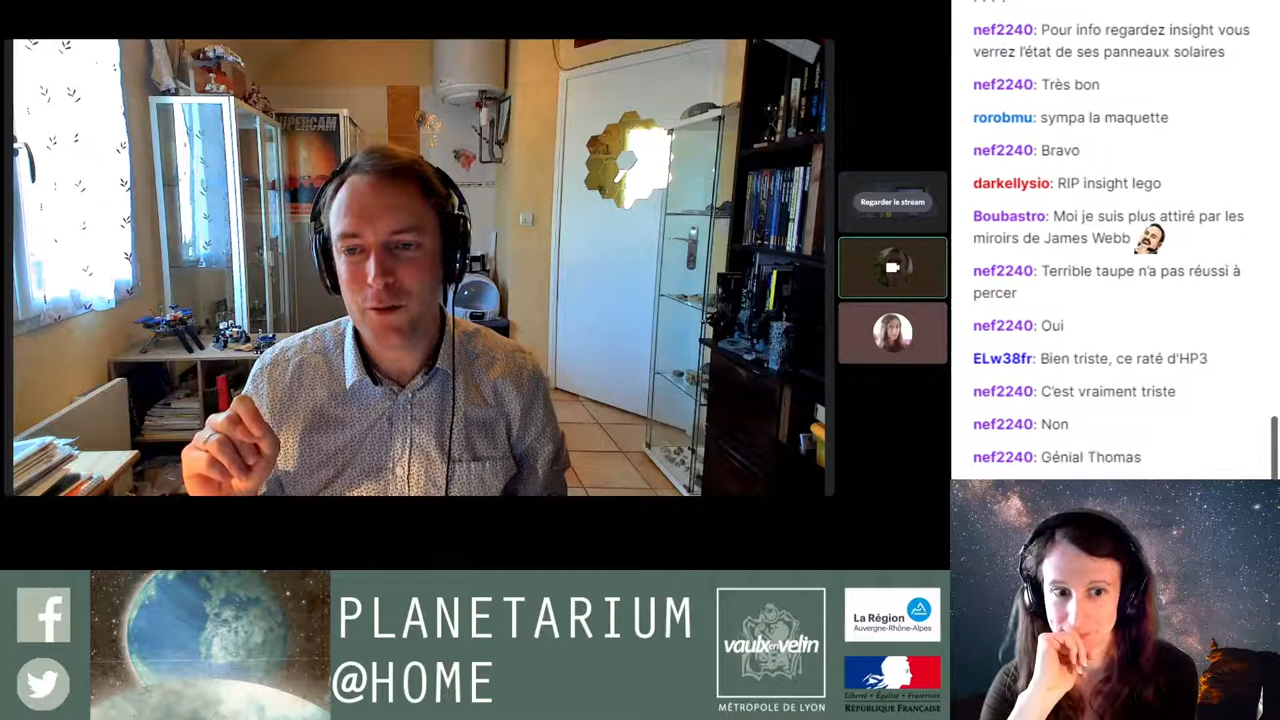 SUPERCAM
Regarder le stream
nef2240: Pour info regardez insight vous
verrez l'état de ses panneaux solaires
nef2240: Très bon
rorobmu: sympa la maquette
nef2240: Bravo
darkellysio: RIP insight lego
Boubastro: Moi je suis plus attiré par les
miroirs de James Webb
nef2240: Terrible taupe n'a pas réussi à
percer
nef2240: Oui
ELw38fr: Bien triste, ce raté d'HP3
nef2240: C'est vraiment triste
nef2240: Non
nef2240: Génial Thomas
PLANETARIUM
@HOME
vaulx en velin
MÉTROPOLE DE LYON
La Région
Auvergne-Rhône-Alpes
Liberté • Égalité • Fraternité
RÉPUBLIQUE FRANÇAISE